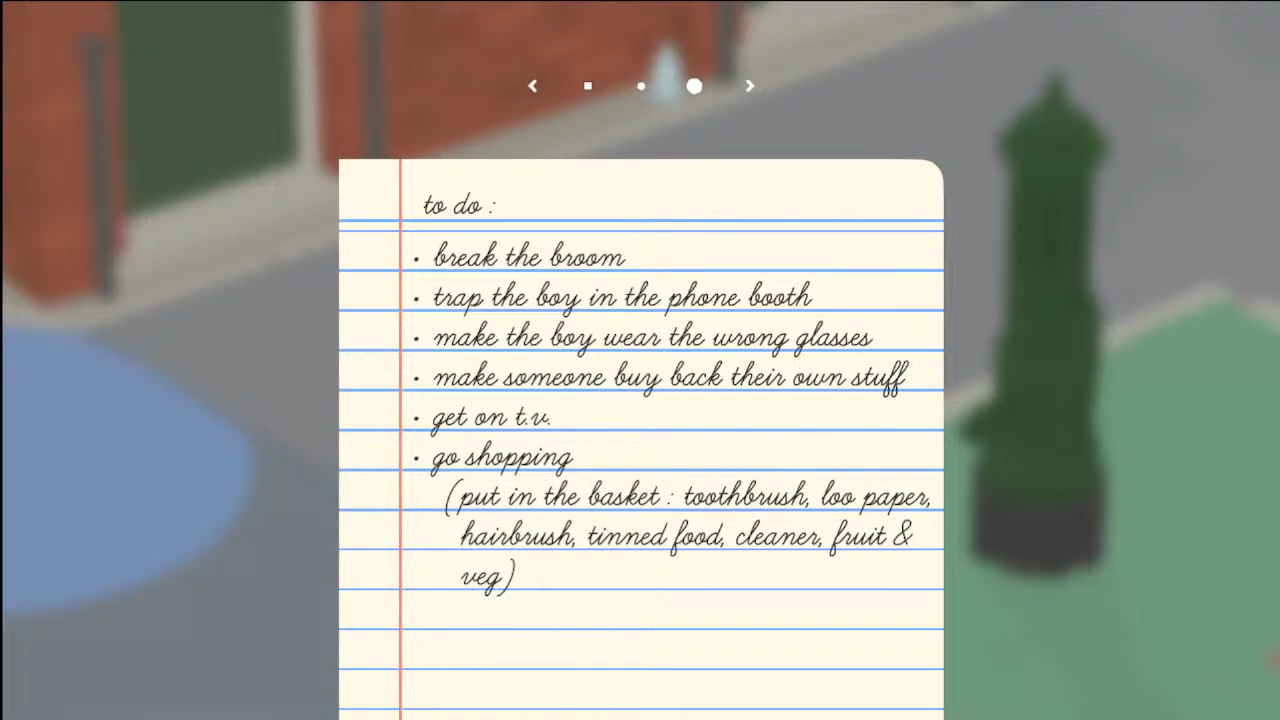 to do :
• break the broom
• trap the boy in the phone booth
• make the boy wear the wrong glasses
• make someone buy back their own stuff
• get on t.v.
• go shopping
(put in the basket : toothbrush, loo paper,
hairbrush, tinned food, cleaner, fruit &
veg)